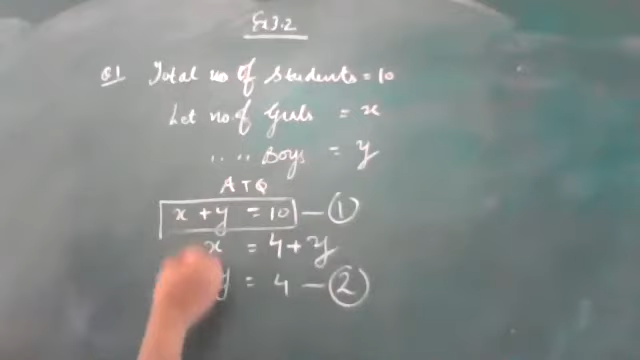 Ex 3.2
Q1 Total no of Students = 10
Let no. of Girls = x
,, ,, Boys = y
A T Q
x + y = 10 — ①
x = 4 + y
y = 4 — ②